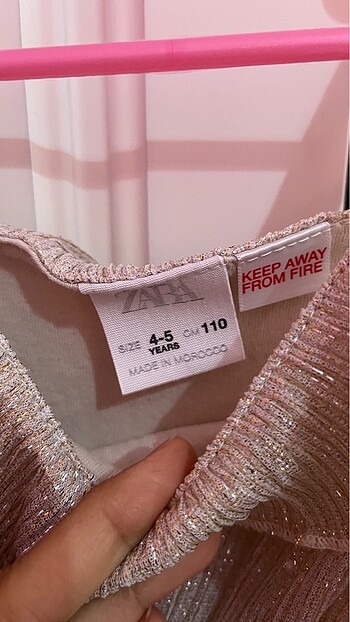 ZARA
SIZE 4-5 YEARS CM 110
MADE IN MOROCCO
KEEP AWAY
FROM FIRE